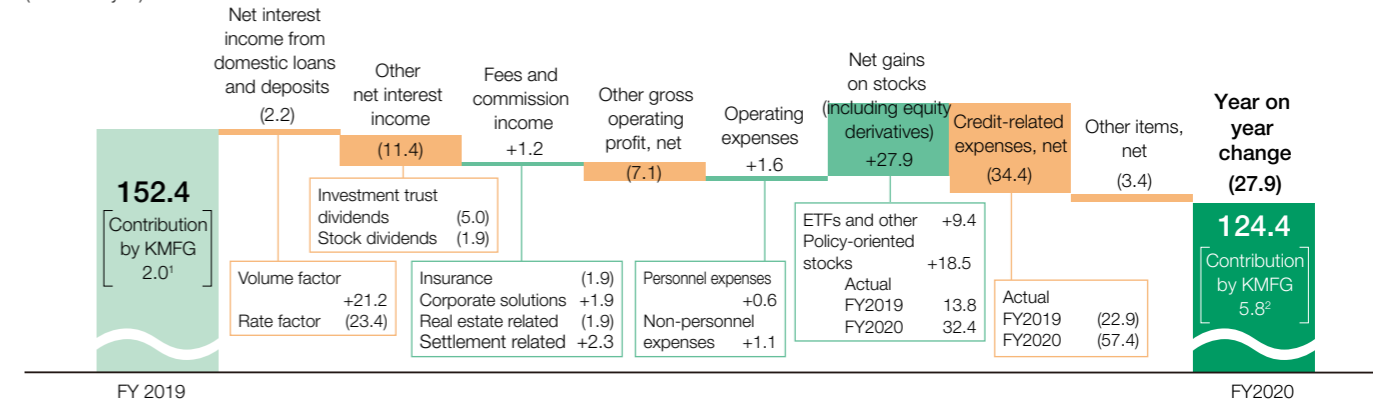 Net interest
income from
domestic loans
and deposits
(2.2)
Other
net interest
income
(11.4)
Fees and
commission
income
+1.2
Other gross
operating
profit, net
(7.1)
Operating
expenses
+1.6
Net gains
on stocks
(including equity
derivatives)
+27.9
Credit-related
expenses, net
(34.4)
Other items,
net
(3.4)
Year on
year
change
(27.9)
152.4
Contribution
by KMFG
2.0¹
Volume factor
+21.2
Rate factor (23.4)
Investment trust
dividends (5.0)
Stock dividends (1.9)
Insurance (1.9)
Corporate solutions +1.9
Real estate related (1.9)
Settlement related +2.3
Personnel expenses
+0.6
Non-personnel
expenses +1.1
ETFs and other +9.4
Policy-oriented
stocks +18.5
Actual
FY2019 13.8
FY2020 32.4
Actual
FY2019 (22.9)
FY2020 (57.4)
124.4
Contribution
by KMFG
5.8²
FY 2019
FY2020